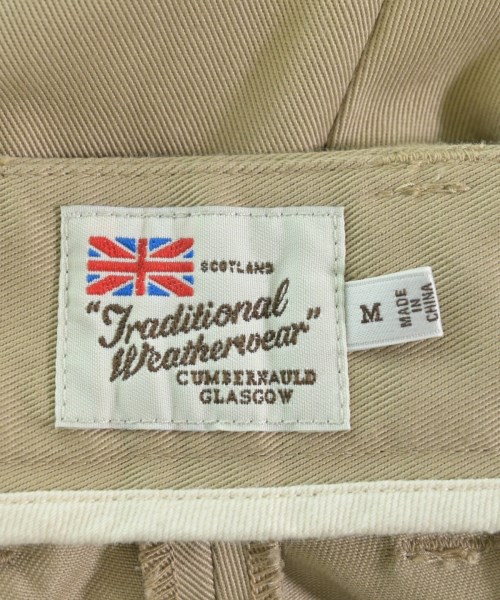 SCOTLAND
"Traditional
Weatherwear"
CUMBERNAULD
GLASGOW
M
MADE IN
CHINA